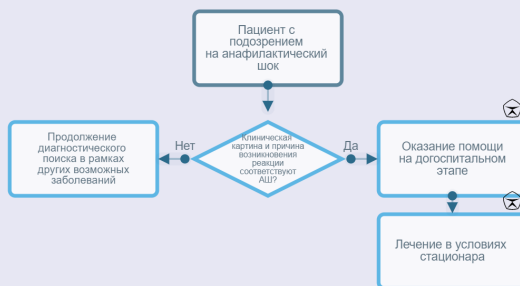 Пациент с
подозрением
на анафилактический
шок
Клиническая
картина и причина
возникновения
реакции
соответствуют
АШ?
Нет
Да
Продолжение
диагностического
поиска в рамках
других возможных
заболеваний
Оказание помощи
на догоспитальном
этапе
Лечение в условиях
стационара